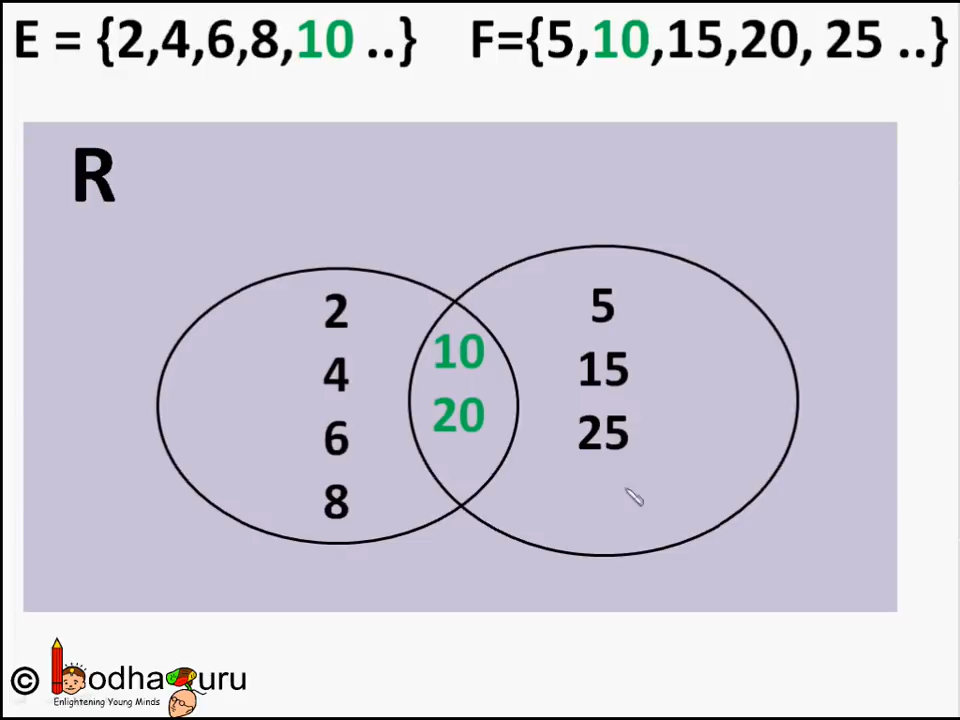 E = {2,4,6,8,10 ..} F={5,10,15,20, 25 ..}
R
2
4
6
8
10
20
5
15
25
© bodhaguru
Enlightening Young Minds